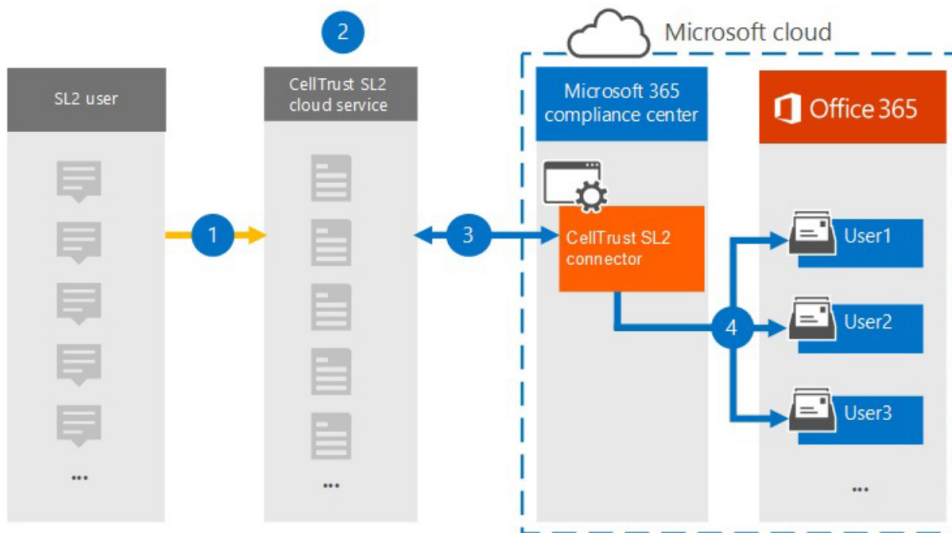 2
Microsoft cloud
SL2 user
CellTrust SL2
cloud service
Microsoft 365
compliance center
Office 365
1
3
CellTrust SL2
connector
4
User1
User2
User3
...
...
...